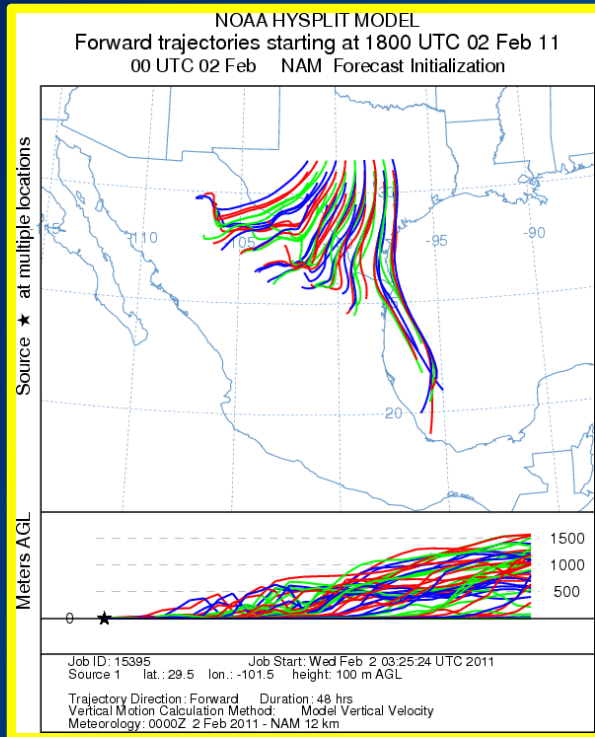 NOAA HYSPLIT MODEL
Forward trajectories starting at 1800 UTC 02 Feb 11
00 UTC 02 Feb NAM Forecast Initialization
Source ★ at multiple locations
-110
-95
-90
20
Meters AGL
1500
1000
500
0
★
Job ID: 15395 Job Start: Wed Feb 2 03:25:24 UTC 2011
Source 1 lat.: 29.5 lon.: -101.5 height: 100 m AGL
Trajectory Direction: Forward Duration: 48 hrs
Vertical Motion Calculation Method: Model Vertical Velocity
Meteorology: 0000Z 2 Feb 2011 - NAM 12 km